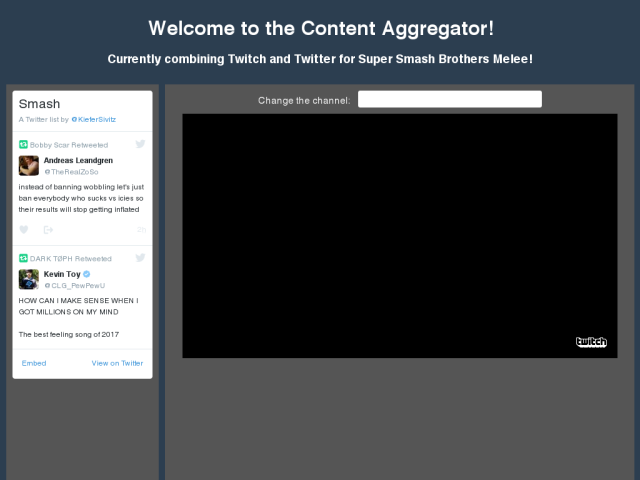 Welcome to the Content Aggregator!
Currently combining Twitch and Twitter for Super Smash Brothers Melee!
Smash
A Twitter list by @KieferSivitz
Bobby Scar Retweeted
Andreas Leandgren
@TheRealZoSo
instead of banning wobbling let's just
ban everybody who sucks vs icies so
their results will stop getting inflated
DARK TØPH Retweeted
Kevin Toy
@CLG_PewPewU
HOW CAN I MAKE SENSE WHEN I
GOT MILLIONS ON MY MIND
The best feeling song of 2017
Embed
View on Twitter
Change the channel:
twitch